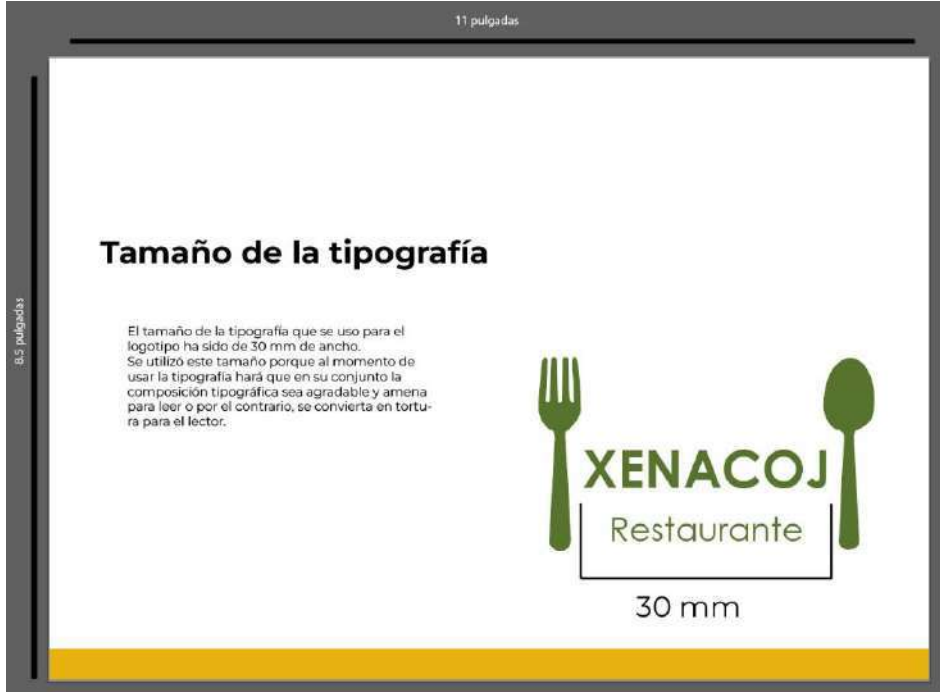 11 pulgadas
8.5 pulgadas
Tamaño de la tipografía
El tamaño de la tipografía que se uso para el
logotipo ha sido de 30 mm de ancho.
Se utilizó este tamaño porque al momento de
usar la tipografía hará que en su conjunto la
composición tipográfica sea agradable y amena
para leer o por el contrario, se convierta en tortu-
ra para el lector.
XENACOJ
Restaurante
30 mm